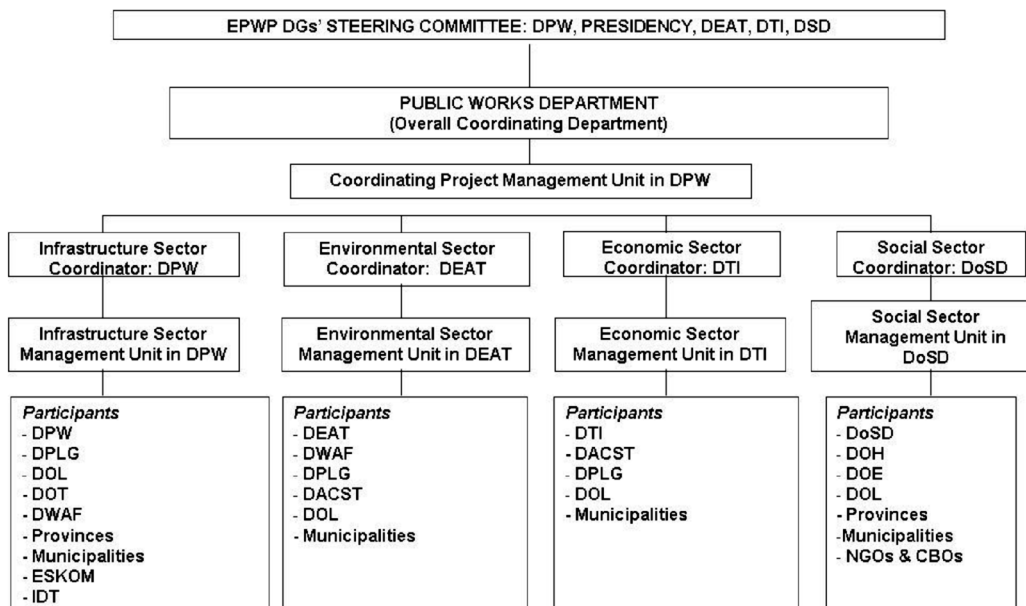 EPWP DGs' STEERING COMMITTEE: DPW, PRESIDENCY, DEAT, DTI, DSD
PUBLIC WORKS DEPARTMENT
(Overall Coordinating Department)
Coordinating Project Management Unit in DPW
Infrastructure Sector
Coordinator: DPW
Environmental Sector
Coordinator: DEAT
Economic Sector
Coordinator: DTI
Social Sector
Coordinator: DoSD
Infrastructure Sector
Management Unit in DPW
Environmental Sector
Management Unit in DEAT
Economic Sector
Management Unit in DTI
Social Sector
Management Unit in
DoSD
Participants
- DPW
- DPLG
- DOL
- DOT
- DWAF
- Provinces
- Municipalities
- ESKOM
- IDT
Participants
- DEAT
- DWAF
- DPLG
- DACST
- DOL
- Municipalities
Participants
- DTI
- DACST
- DPLG
- DOL
- Municipalities
Participants
- DoSD
- DOH
- DOE
- DOL
- Provinces
-Municipalities
- NGOs & CBOs